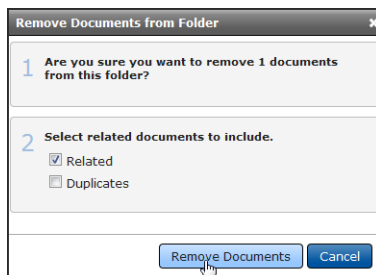 Remove Documents from Folder
1 Are you sure you want to remove 1 documents
from this folder?
2 Select related documents to include.
Related
Duplicates
Remove Documents Cancel